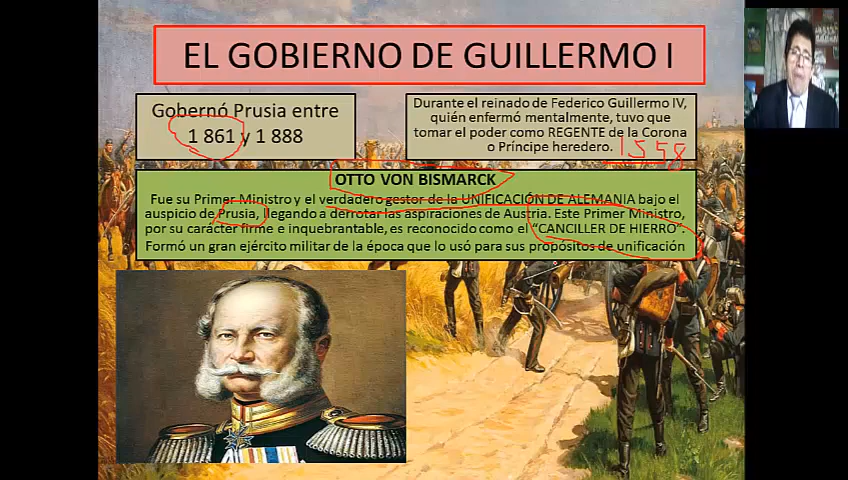 EL GOBIERNO DE GUILLERMO I
Gobernó Prusia entre
1 861 y 1 888
Durante el reinado de Federico Guillermo IV,
quién enfermó mentalmente, tuvo que
tomar el poder como REGENTE de la Corona
o Príncipe heredero.
1558
OTTO VON BISMARCK
Fue su Primer Ministro y el verdadero gestor de la UNIFICACIÓN DE ALEMANIA bajo el
auspicio de Prusia, llegando a derrotar las aspiraciones de Austria. Este Primer Ministro,
por su carácter firme e inquebrantable, es reconocido como el "CANCILLER DE HIERRO".
Formó un gran ejército militar de la época que lo usó para sus propósitos de unificación